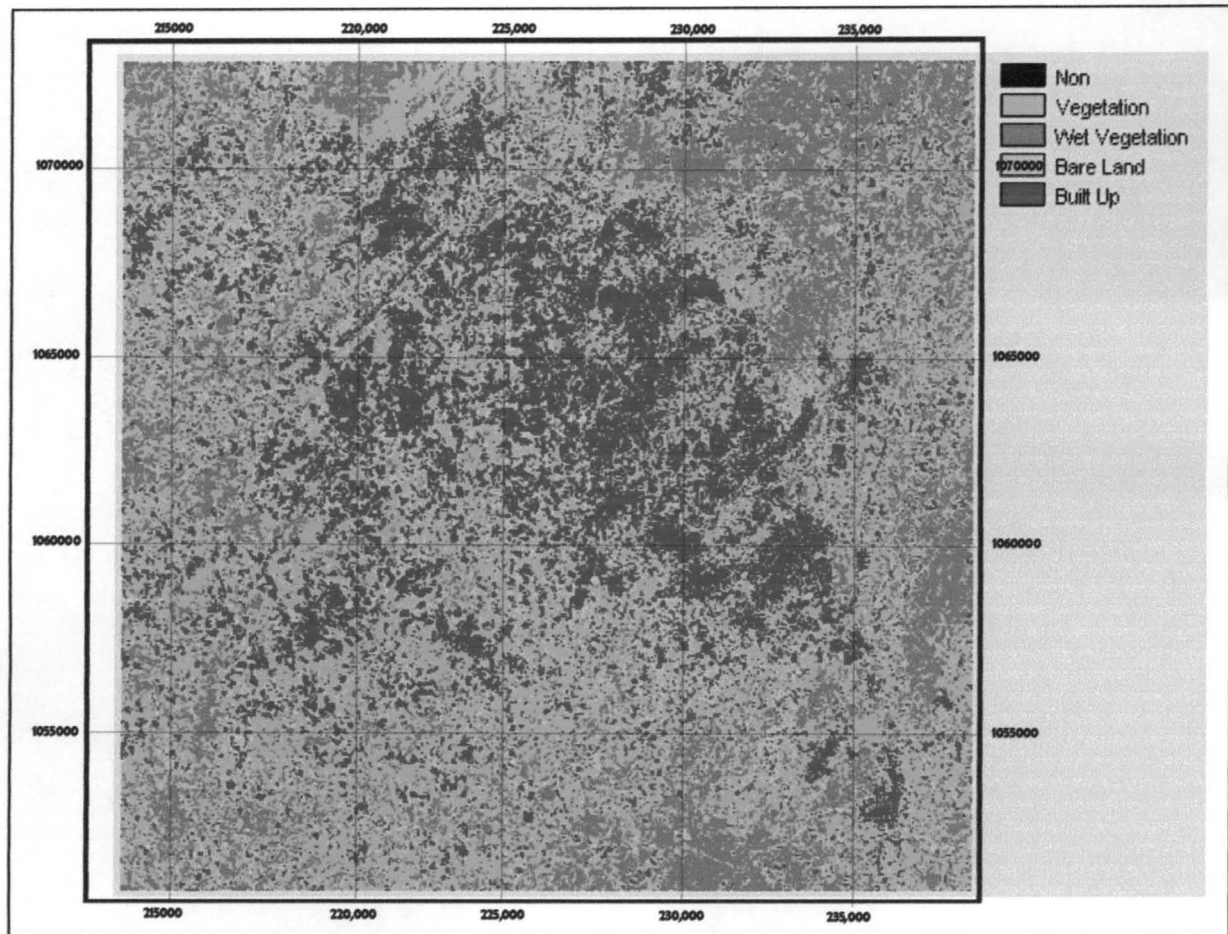 215000 220,000 225,000 230,000 235,000
Non
Vegetation
Wet Vegetation
1070000 1070000 Bare Land
Built Up
1065000 1065000
1060000 1060000
1055000 1055000
215000 220,000 225,000 230,000 235,000